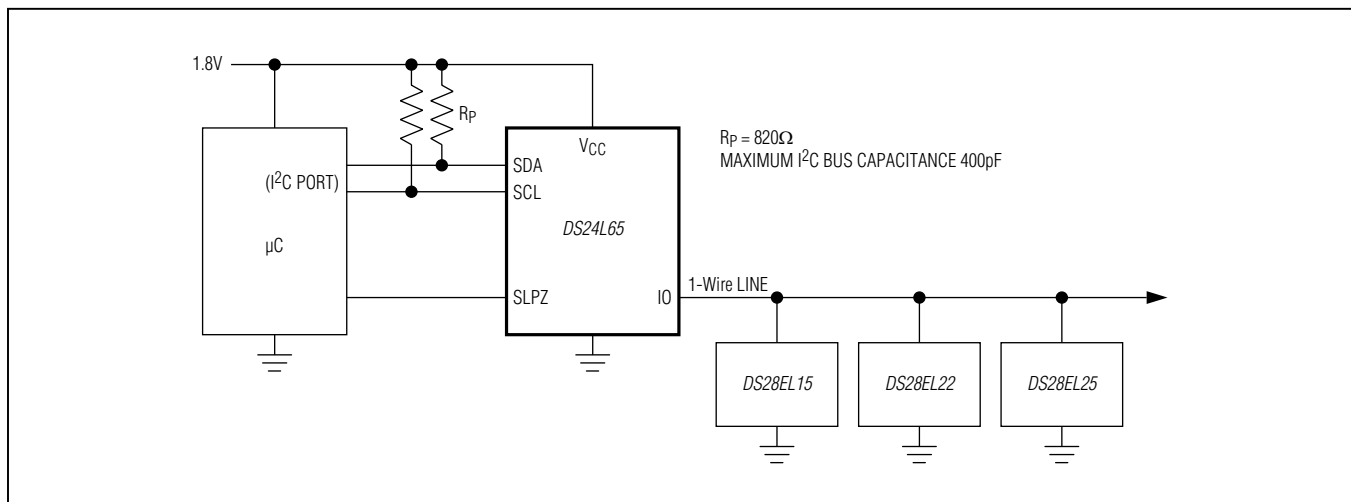 1.8V
RP
VCC
RP = 820Ω
MAXIMUM I2C BUS CAPACITANCE 400pF
SDA
(I2C PORT)
SCL
DS24L65
µC
SLPZ
IO
1-Wire LINE
DS28EL15
DS28EL22
DS28EL25